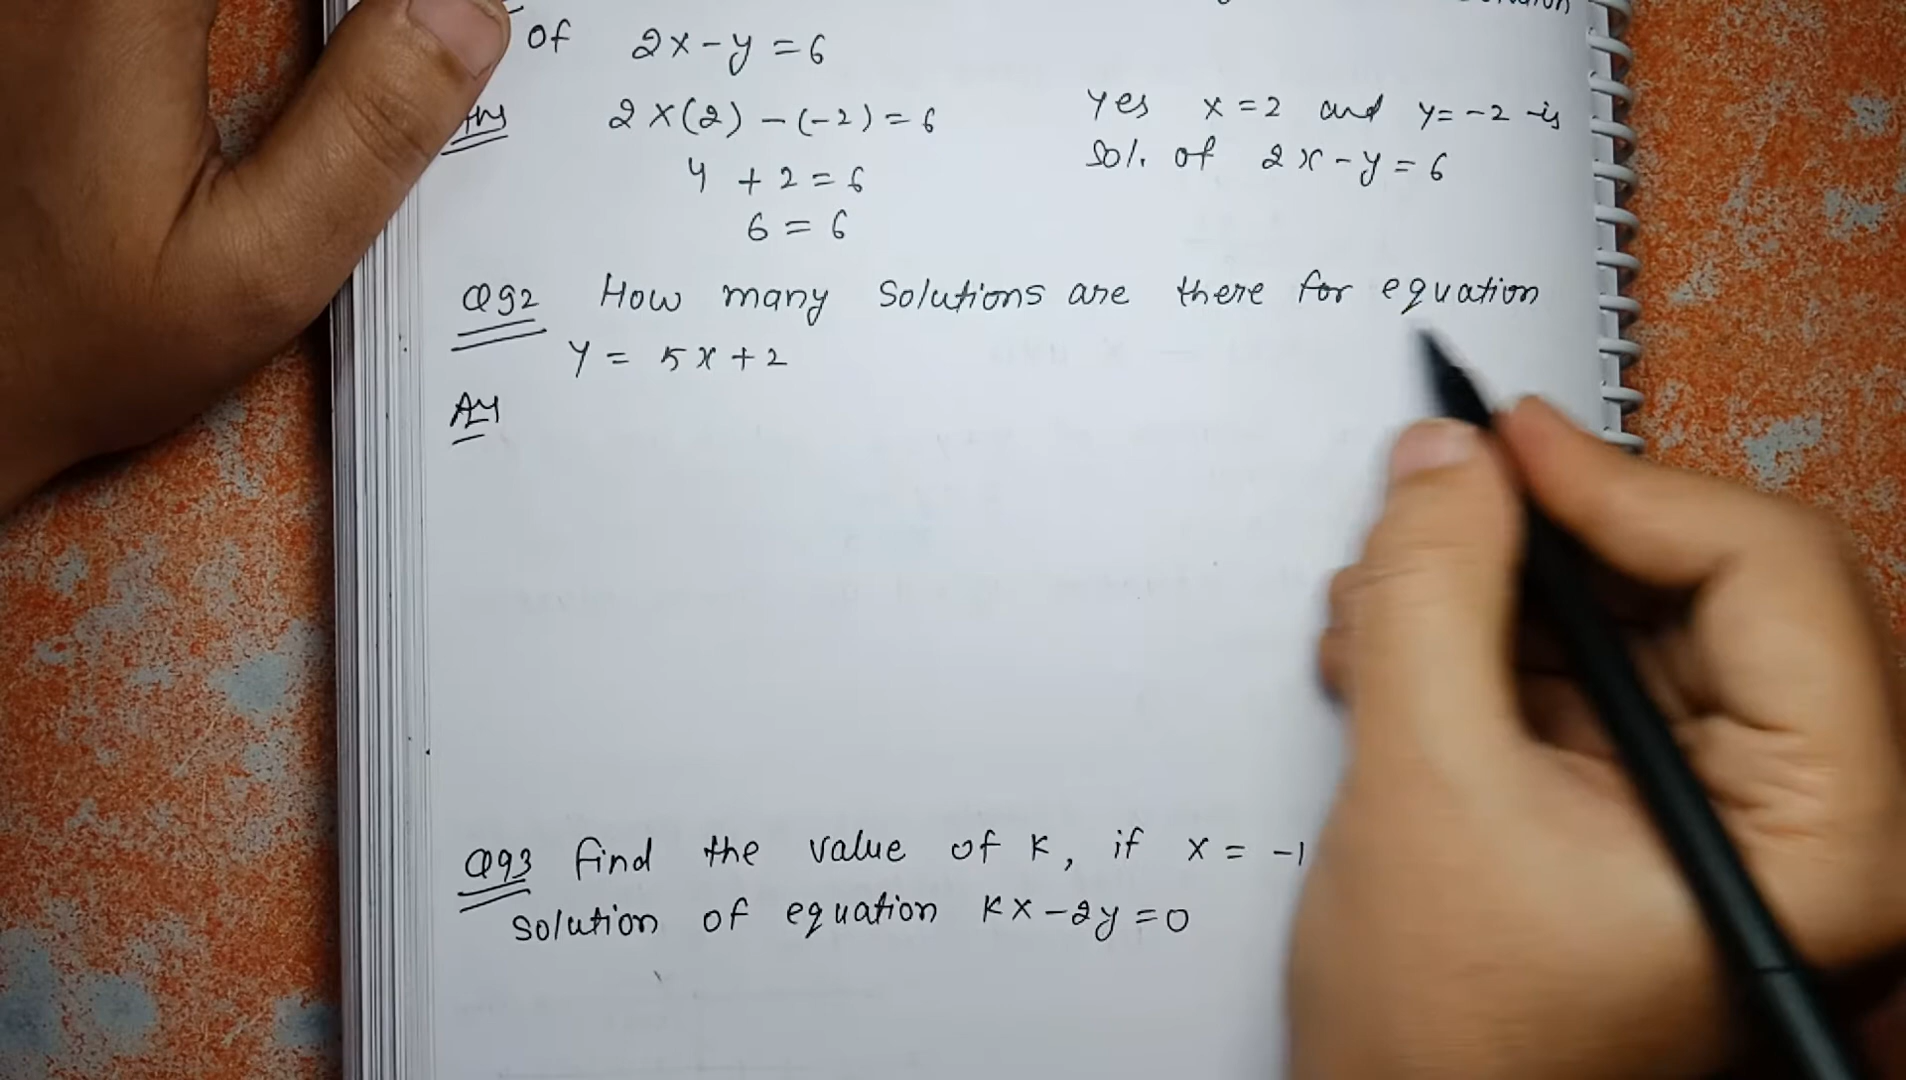 of 2x-y=6
Ans 2×(2)-(-2)=6
4+2=6
6=6
Yes x=2 and y=-2 is
Sol. of 2x-y=6
Q92 How many Solutions are there for equation
y = 5x+2
Ans
Q93 find the value of K, if x = -1
solution of equation Kx-2y=0